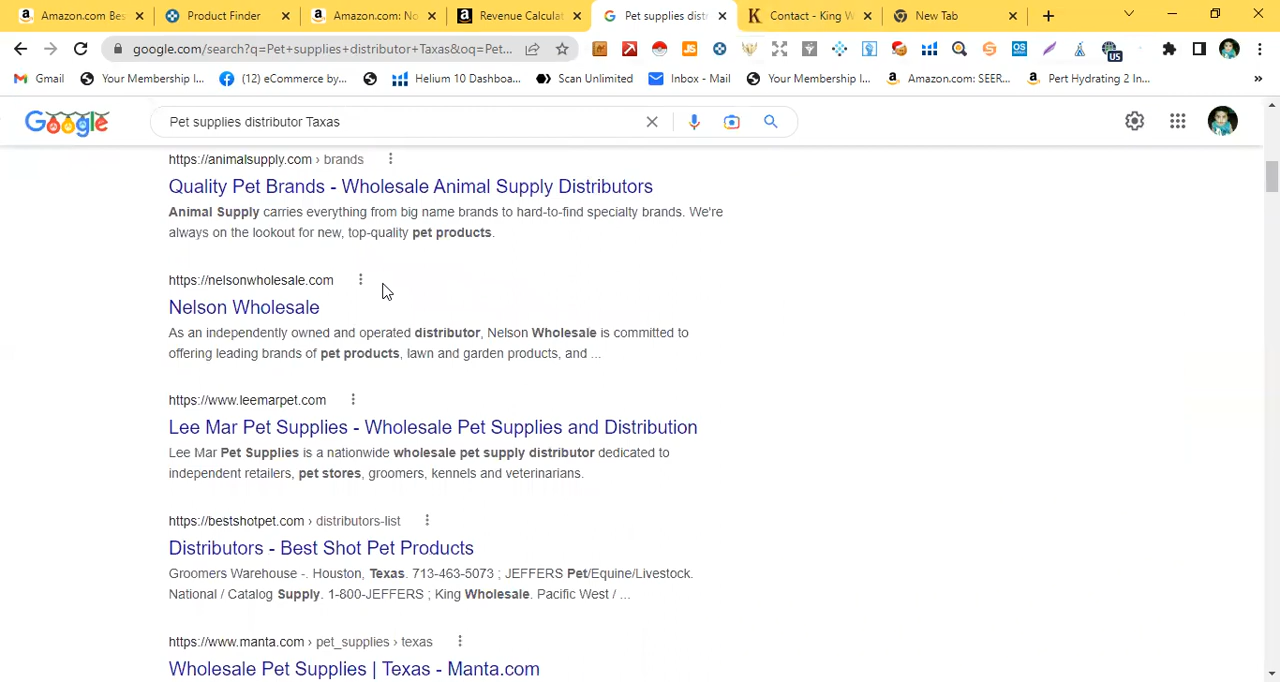 Amazon.com Bes
Product Finder
Amazon.com: No
Revenue Calculat
Pet supplies dist
Contact - King W
New Tab
google.com/search?q=Pet+supplies+distributor+Taxas&oq=Pet...
US
Gmail
Your Membership I...
(12) eCommerce by...
Helium 10 Dashboa...
Scan Unlimited
Inbox - Mail
Your Membership I...
Amazon.com: SEER...
Pert Hydrating 2 In...
Google
Pet supplies distributor Taxas
https://animalsupply.com › brands
Quality Pet Brands - Wholesale Animal Supply Distributors
Animal Supply carries everything from big name brands to hard-to-find specialty brands. We're
always on the lookout for new, top-quality pet products.
https://nelsonwholesale.com
Nelson Wholesale
As an independently owned and operated distributor, Nelson Wholesale is committed to
offering leading brands of pet products, lawn and garden products, and ...
https://www.leemarpet.com
Lee Mar Pet Supplies - Wholesale Pet Supplies and Distribution
Lee Mar Pet Supplies is a nationwide wholesale pet supply distributor dedicated to
independent retailers, pet stores, groomers, kennels and veterinarians.
https://bestshotpet.com › distributors-list
Distributors - Best Shot Pet Products
Groomers Warehouse -. Houston, Texas. 713-463-5073 ; JEFFERS Pet/Equine/Livestock.
National / Catalog Supply. 1-800-JEFFERS ; King Wholesale. Pacific West / ...
https://www.manta.com › pet_supplies › texas
Wholesale Pet Supplies | Texas - Manta.com